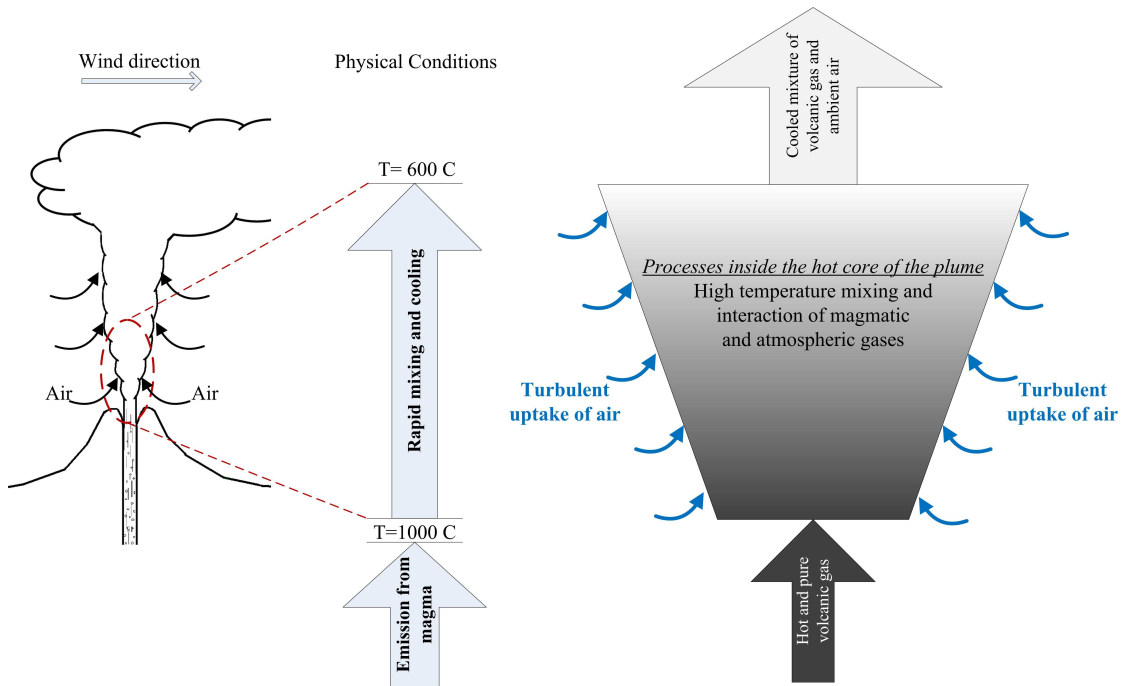 Wind direction
Physical Conditions
T= 600 C
Rapid mixing and cooling
T=1000 C
Emission from
magma
Air
Air
Cooled mixture of
volcanic gas and
ambient air
Processes inside the hot core of the plume
High temperature mixing and
interaction of magmatic
and atmospheric gases
Turbulent
uptake of air
Turbulent
uptake of air
Hot and pure
volcanic gas